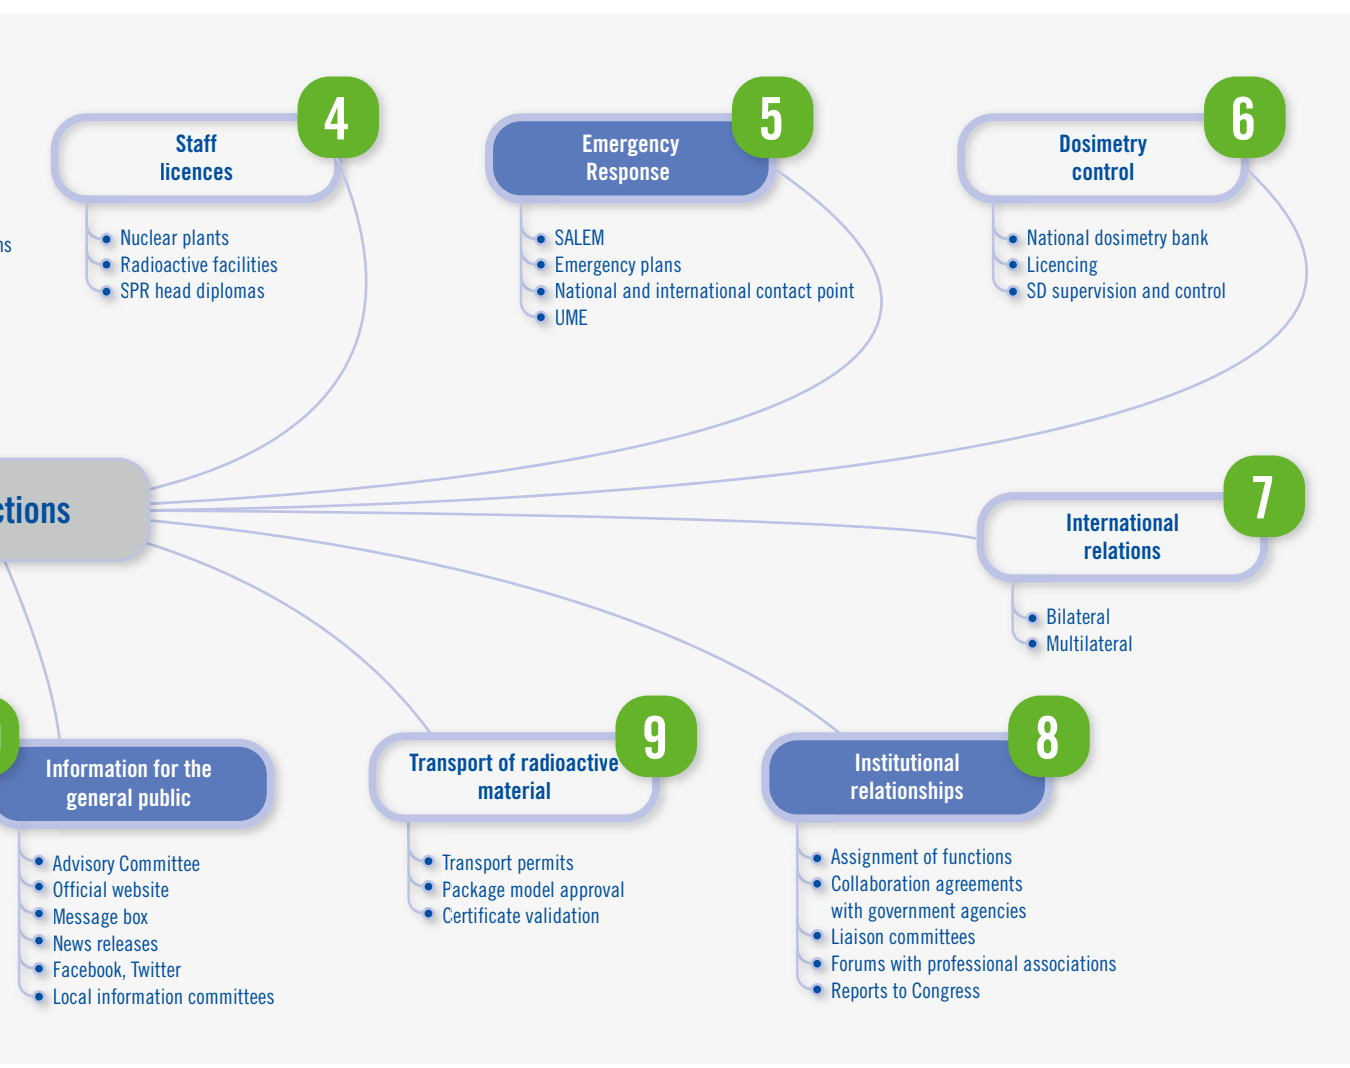 4
Staff
licences
Nuclear plants
Radioactive facilities
SPR head diplomas
5
Emergency
Response
SALEM
Emergency plans
National and international contact point
UME
6
Dosimetry
control
National dosimetry bank
Licencing
SD supervision and control
7
International
relations
Bilateral
Multilateral
Information for the
general public
Advisory Committee
Official website
Message box
News releases
Facebook, Twitter
Local information committees
9
Transport of radioactive
material
Transport permits
Package model approval
Certificate validation
8
Institutional
relationships
Assignment of functions
Collaboration agreements
with government agencies
Liaison committees
Forums with professional associations
Reports to Congress